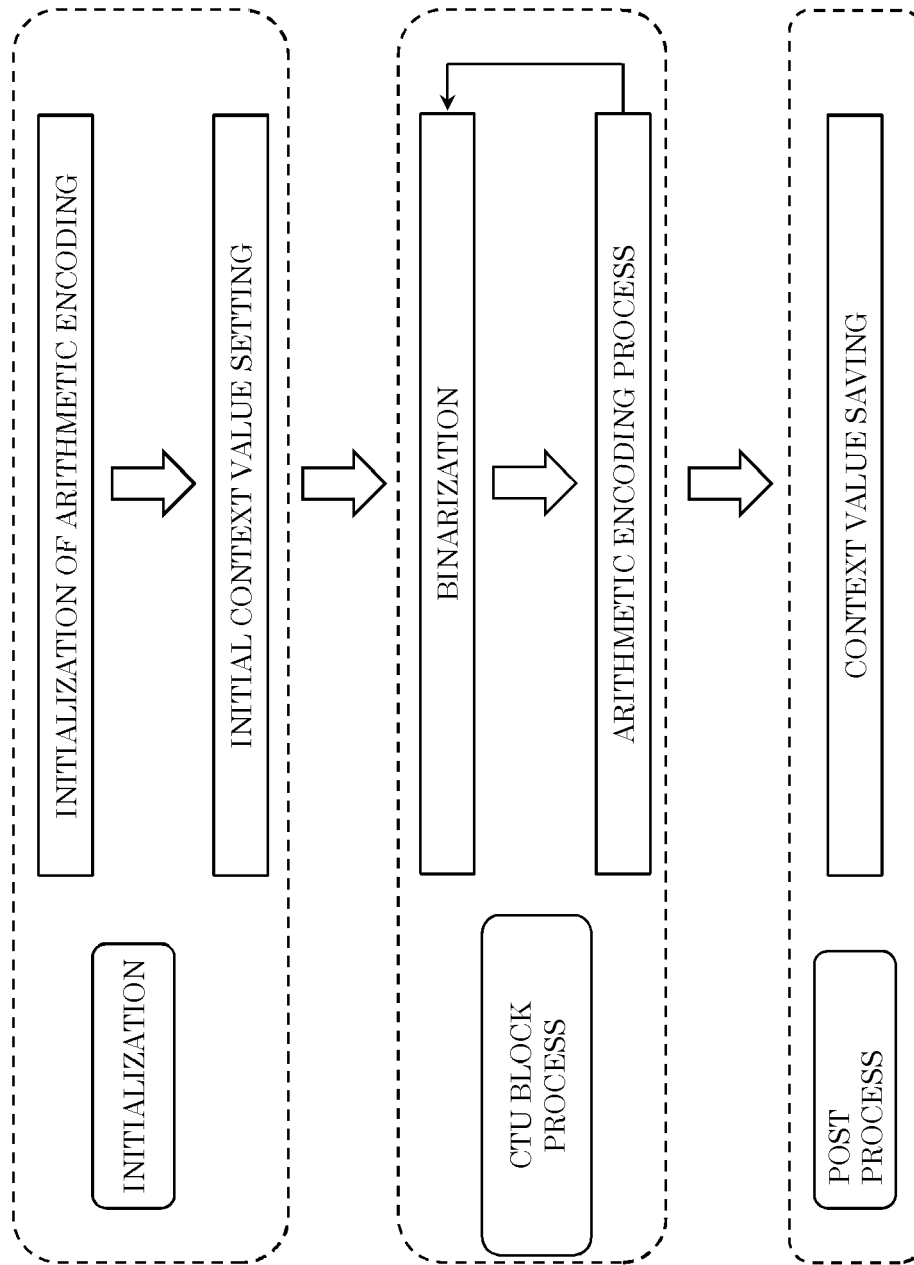 INITIALIZATION
INITIALIZATION OF ARITHMETIC ENCODING
INITIAL CONTEXT VALUE SETTING
CTU BLOCK
PROCESS
BINARIZATION
ARITHMETIC ENCODING PROCESS
POST
PROCESS
CONTEXT VALUE SAVING